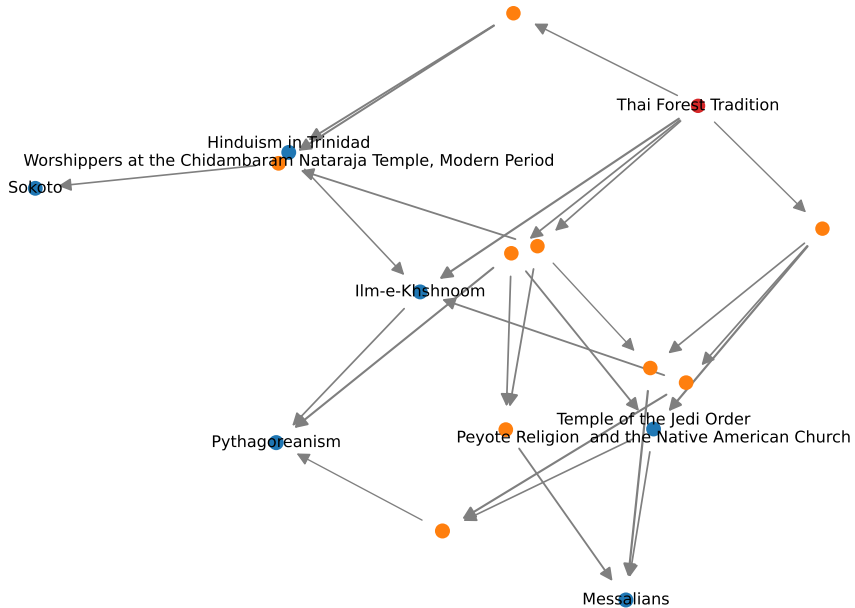 Thai Forest Tradition
Hinduism in Trinidad
Worshippers at the Chidambaram Nataraja Temple, Modern Period
Sokoto
Ilm-e-Khshnoom
Temple of the Jedi Order
Peyote Religion  and the Native American Church
Pythagoreanism
Messalians